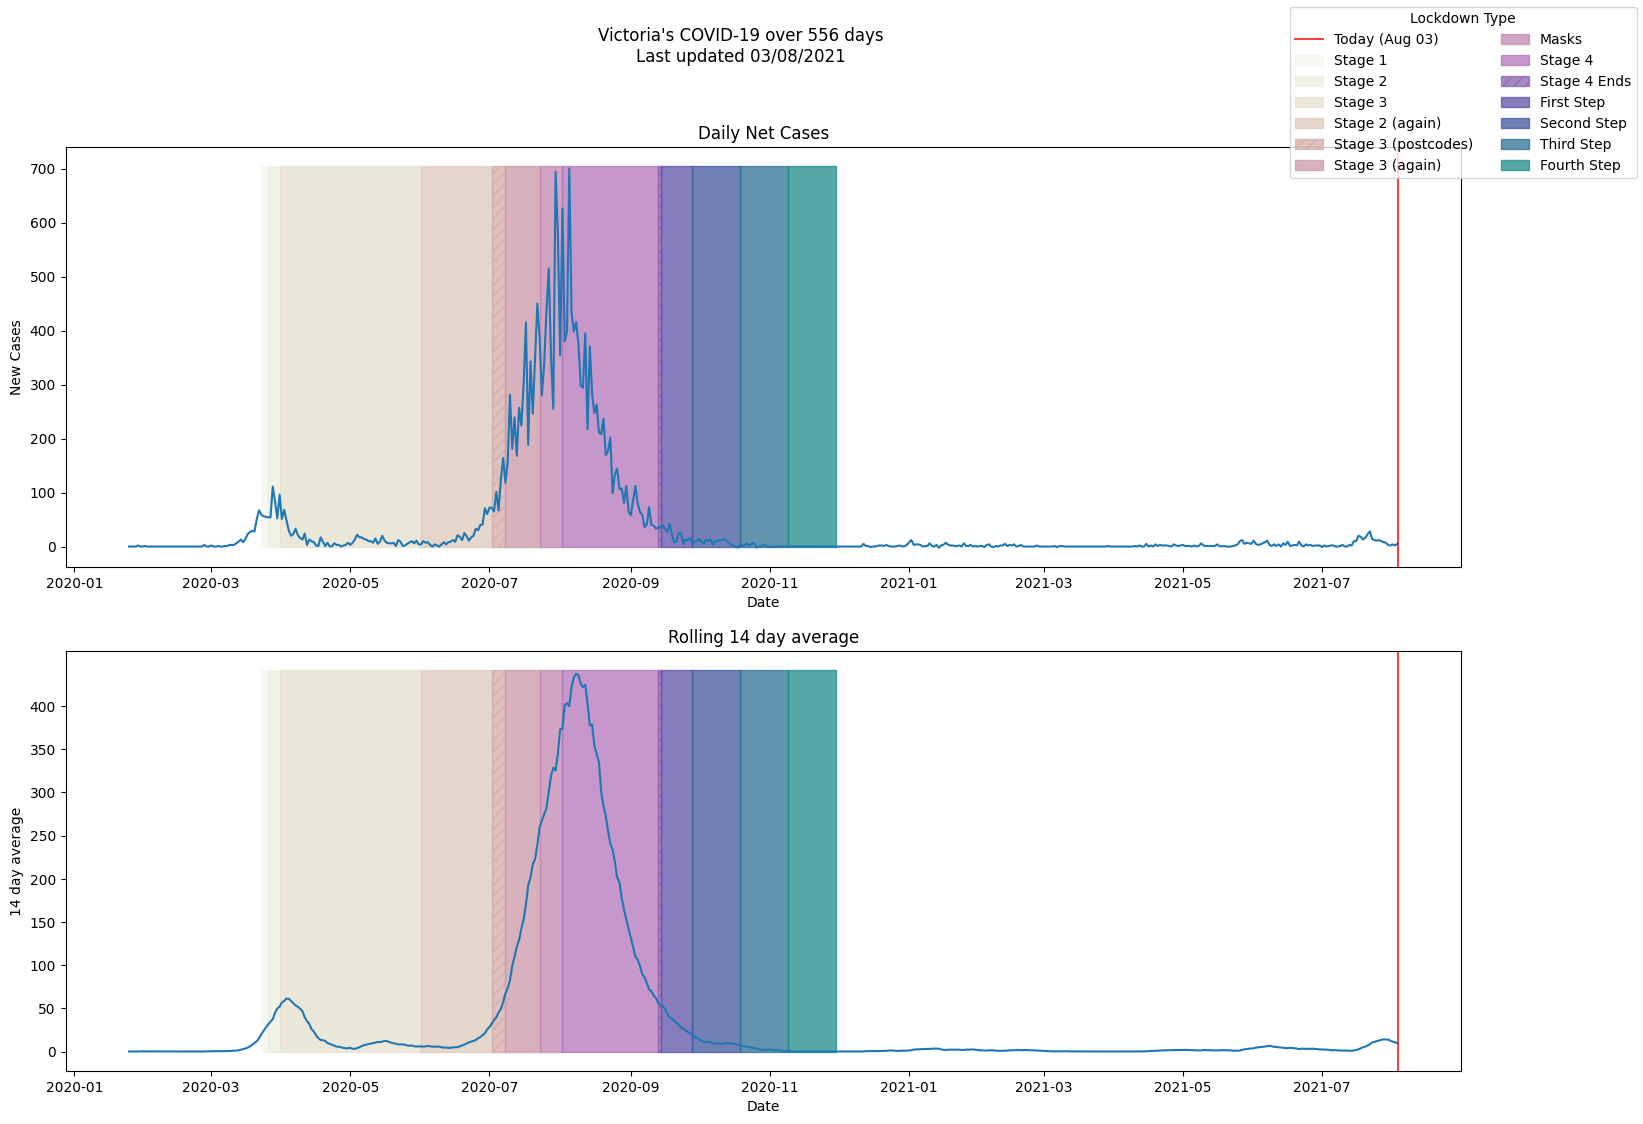 Victoria's COVID-19 over 556 days
Last updated 03/08/2021
Lockdown Type
Today (Aug 03)
Stage 1
Stage 2
Stage 3
Stage 2 (again)
Stage 3 (postcodes)
Stage 3 (again)
Masks
Stage 4
Stage 4 Ends
First Step
Second Step
Third Step
Fourth Step
Daily Net Cases
New Cases
700
600
500
400
300
200
100
0
2020-01
2020-03
2020-05
2020-07
2020-09
2020-11
2021-01
2021-03
2021-05
2021-07
Date
Rolling 14 day average
14 day average
400
350
300
250
200
150
100
50
0
2020-01
2020-03
2020-05
2020-07
2020-09
2020-11
2021-01
2021-03
2021-05
2021-07
Date